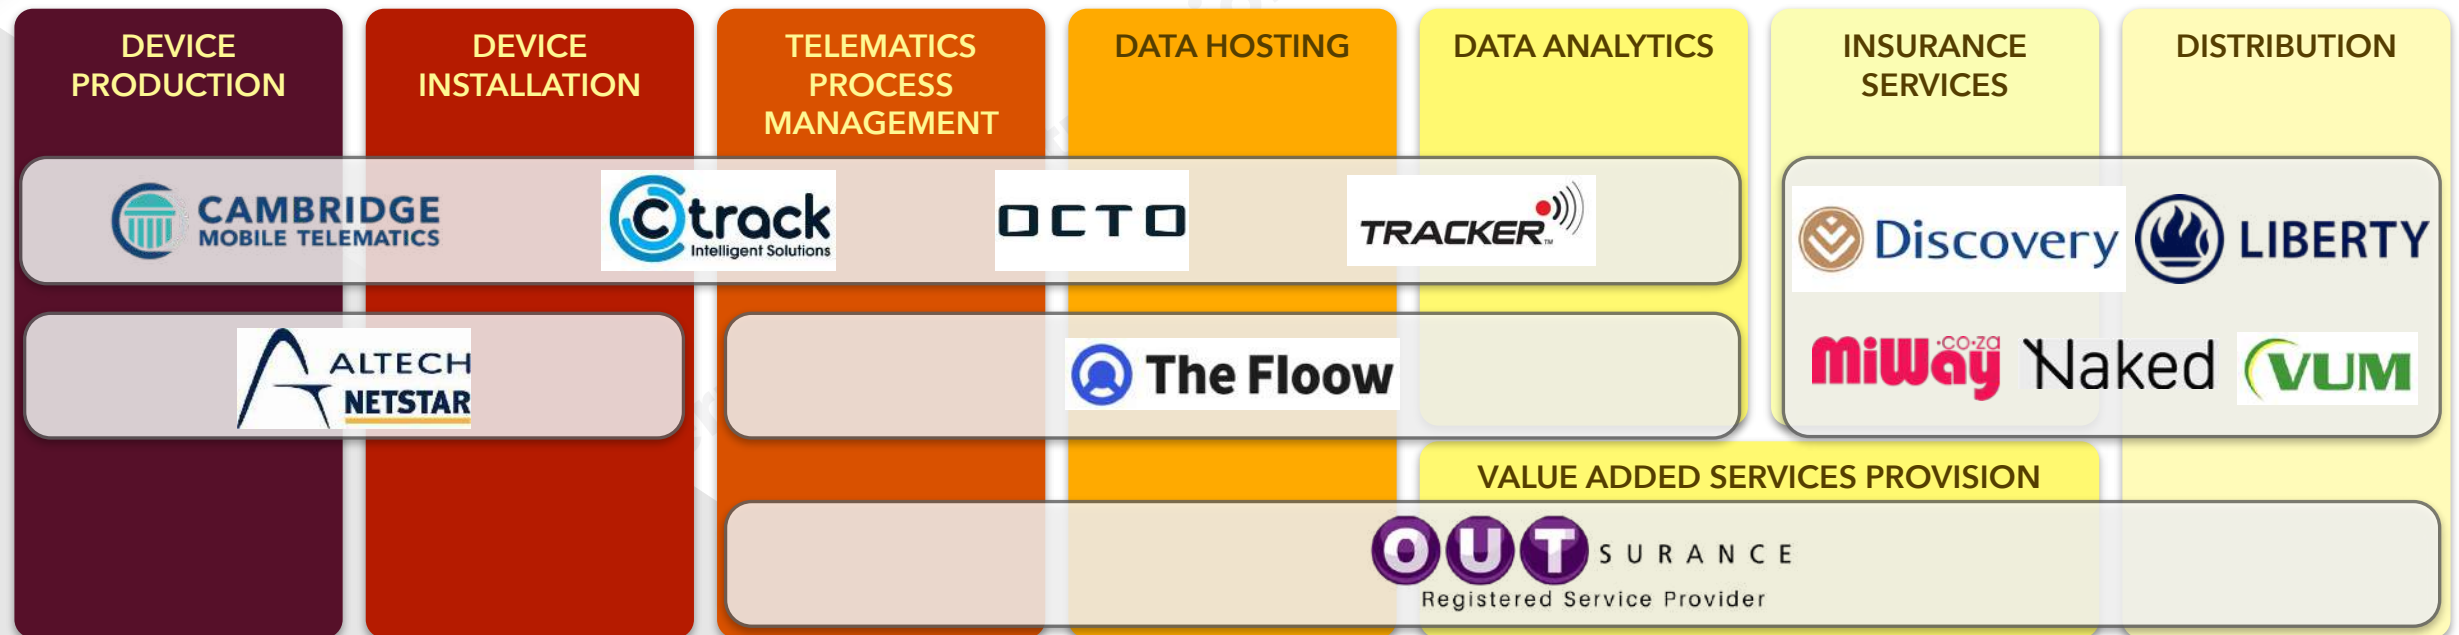 DEVICE
PRODUCTION
DEVICE
INSTALLATION
TELEMATICS
PROCESS
MANAGEMENT
DATA HOSTING
DATA ANALYTICS
INSURANCE
SERVICES
DISTRIBUTION
CAMBRIDGE
MOBILE TELEMATICS
Ctrack
Intelligent Solutions
OCTO
TRACKER™
Discovery
LIBERTY
ALTECH
NETSTAR
The Floow
MiWay.co.za
Naked
VUM
VALUE ADDED SERVICES PROVISION
OUTSURANCE
Registered Service Provider